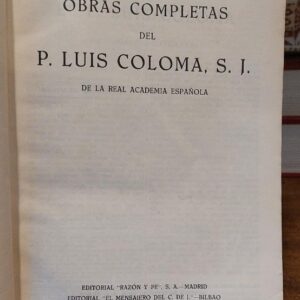 OBRAS COMPLETAS
DEL
P. LUIS COLOMA, S. J.
DE LA REAL ACADEMIA ESPAÑOLA
EDITORIAL "RAZÓN Y FE", S. A.—MADRID
EDITORIAL "EL MENSAJERO DEL C. DE J."—BILBAO